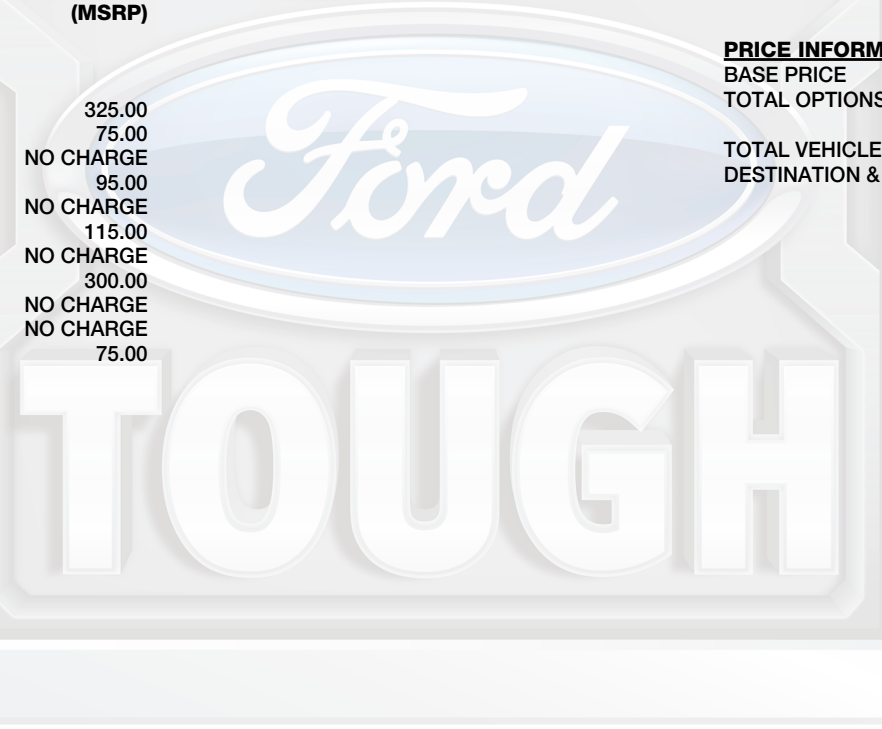 (MSRP)
325.00
75.00
NO CHARGE
95.00
NO CHARGE
115.00
NO CHARGE
300.00
NO CHARGE
NO CHARGE
75.00
PRICE INFORM
BASE PRICE
TOTAL OPTIONS
TOTAL VEHICLE
DESTINATION &
Ford
TOUGH